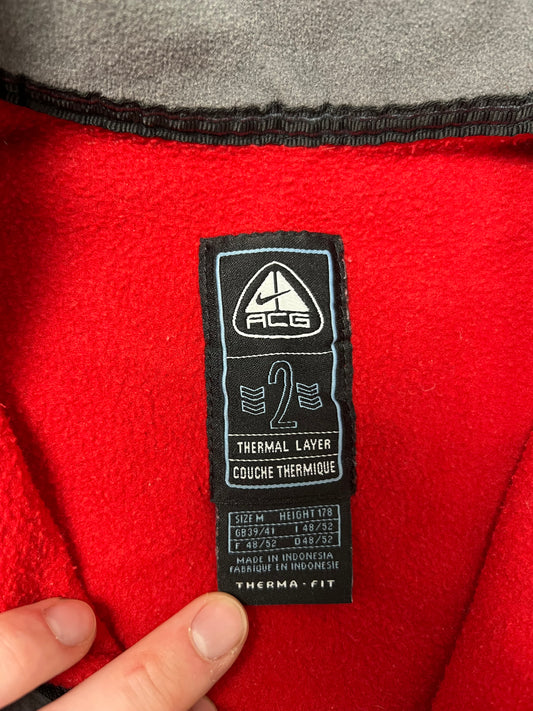 ACG
2
THERMAL LAYER
COUCHE THERMIQUE
SIZE M HEIGHT 178
GB39/41 I 48/52
F 48/52 D48/52
MADE IN INDONESIA
FABRIQUE EN INDONESIE
THERMA·FIT